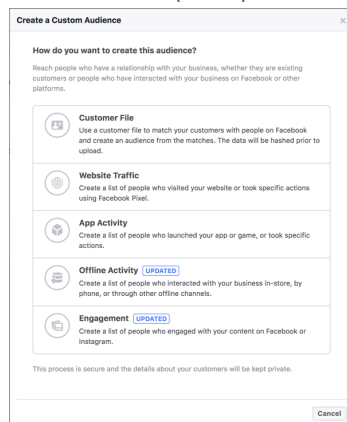 Create a Custom Audience
How do you want to create this audience?
Reach people who have a relationship with your business, whether they are existing
customers or people who have interacted with your business on Facebook or other
platforms.
Customer File
Use a customer file to match your customers with people on Facebook
and create an audience from the matches. The data will be hashed prior to
upload.
Website Traffic
Create a list of people who visited your website or took specific actions
using Facebook Pixel.
App Activity
Create a list of people who launched your app or game, or took specific
actions.
Offline Activity UPDATED
Create a list of people who interacted with your business in-store, by
phone, or through other offline channels.
Engagement UPDATED
Create a list of people who engaged with your content on Facebook or
Instagram.
This process is secure and the details about your customers will be kept private.
Cancel